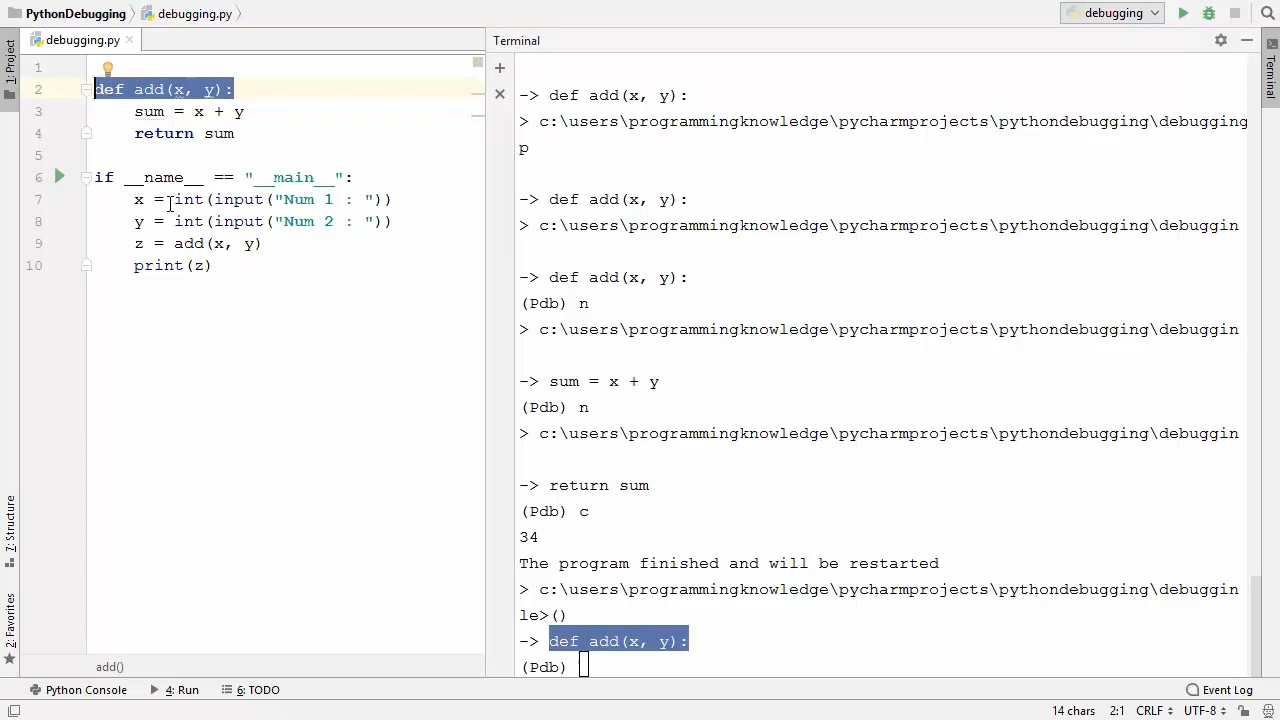 PythonDebugging
debugging.py
debugging
debugging.py
Terminal
1: Project
Terminal
1
2 def add(x, y):
3 sum = x + y
4 return sum
5
6 if __name__ == "__main__":
7 x = int(input("Num 1 : "))
8 y = int(input("Num 2 : "))
9 z = add(x, y)
10 print(z)
-> def add(x, y):
> c:\users\programmingknowledge\pycharmprojects\pythondebugging\debugging
p
-> def add(x, y):
> c:\users\programmingknowledge\pycharmprojects\pythondebugging\debuggin
-> def add(x, y):
(Pdb) n
> c:\users\programmingknowledge\pycharmprojects\pythondebugging\debuggin
-> sum = x + y
(Pdb) n
> c:\users\programmingknowledge\pycharmprojects\pythondebugging\debuggin
-> return sum
(Pdb) c
34
The program finished and will be restarted
> c:\users\programmingknowledge\pycharmprojects\pythondebugging\debuggin
le>()
-> def add(x, y):
(Pdb)
7: Structure
2: Favorites
add()
Python Console
4: Run
6: TODO
Event Log
14 chars
2:1
CRLF
UTF-8